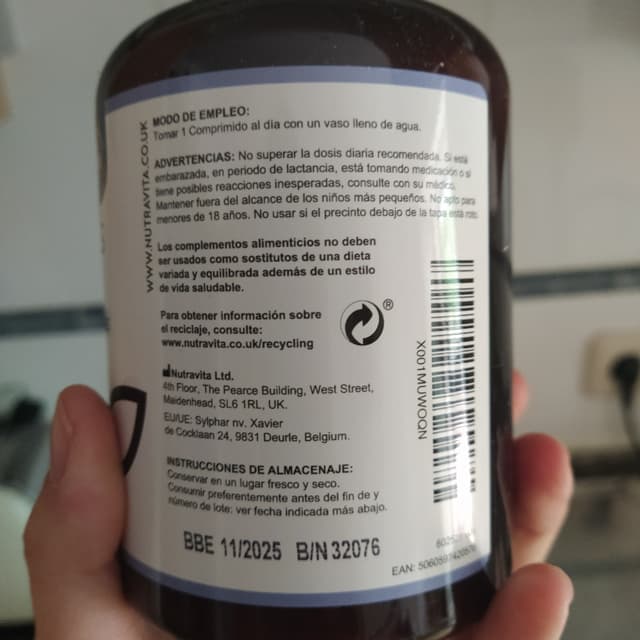 MODO DE EMPLEO:
Tomar 1 Comprimido al día con un vaso lleno de agua.
ADVERTENCIAS: No superar la dosis diaria recomendada. Si está
embarazada, en periodo de lactancia, está tomando medicación o si
tiene posibles reacciones inesperadas, consulte con su médico.
Mantener fuera del alcance de los niños más pequeños. No apto para
menores de 18 años. No usar si el precinto debajo de la tapa está roto.
WWW.NUTRAVITA.CO.UK
Los complementos alimenticios no deben
ser usados como sostitutos de una dieta
variada y equilibrada además de un estilo
de vida saludable.
Para obtener información sobre
el reciclaje, consulte:
www.nutravita.co.uk/recycling
®
Nutravita Ltd.
4th Floor, The Pearce Building, West Street,
Maidenhead, SL6 1RL, UK.
EU/UE: Sylphar nv. Xavier
de Cocklaan 24, 9831 Deurle, Belgium.
X001MUWOQN
INSTRUCCIONES DE ALMACENAJE:
Conservar en un lugar fresco y seco.
Consumir preferentemente antes del fin de y
número de lote: ver fecha indicada más abajo.
BBE 11/2025 B/N 32076
EAN: